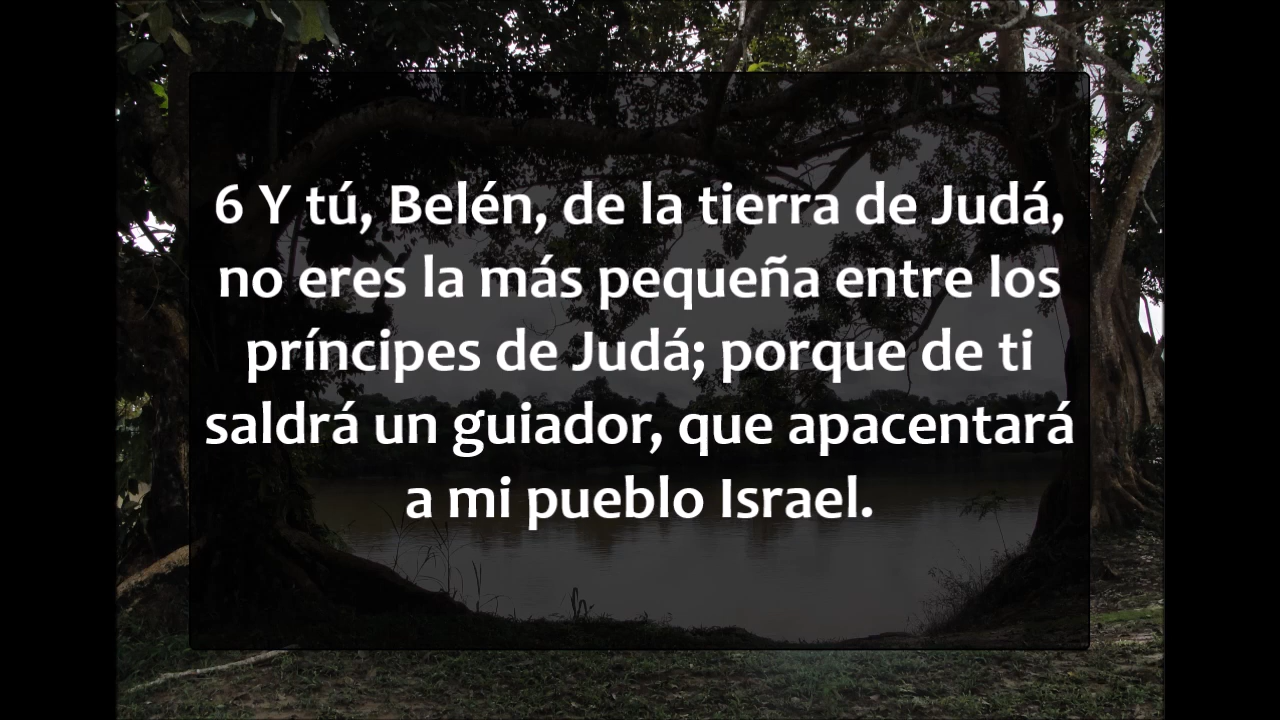 6 Y tú, Belén, de la tierra de Judá,
no eres la más pequeña entre los
príncipes de Judá; porque de ti
saldrá un guiador, que apacentará
a mi pueblo Israel.